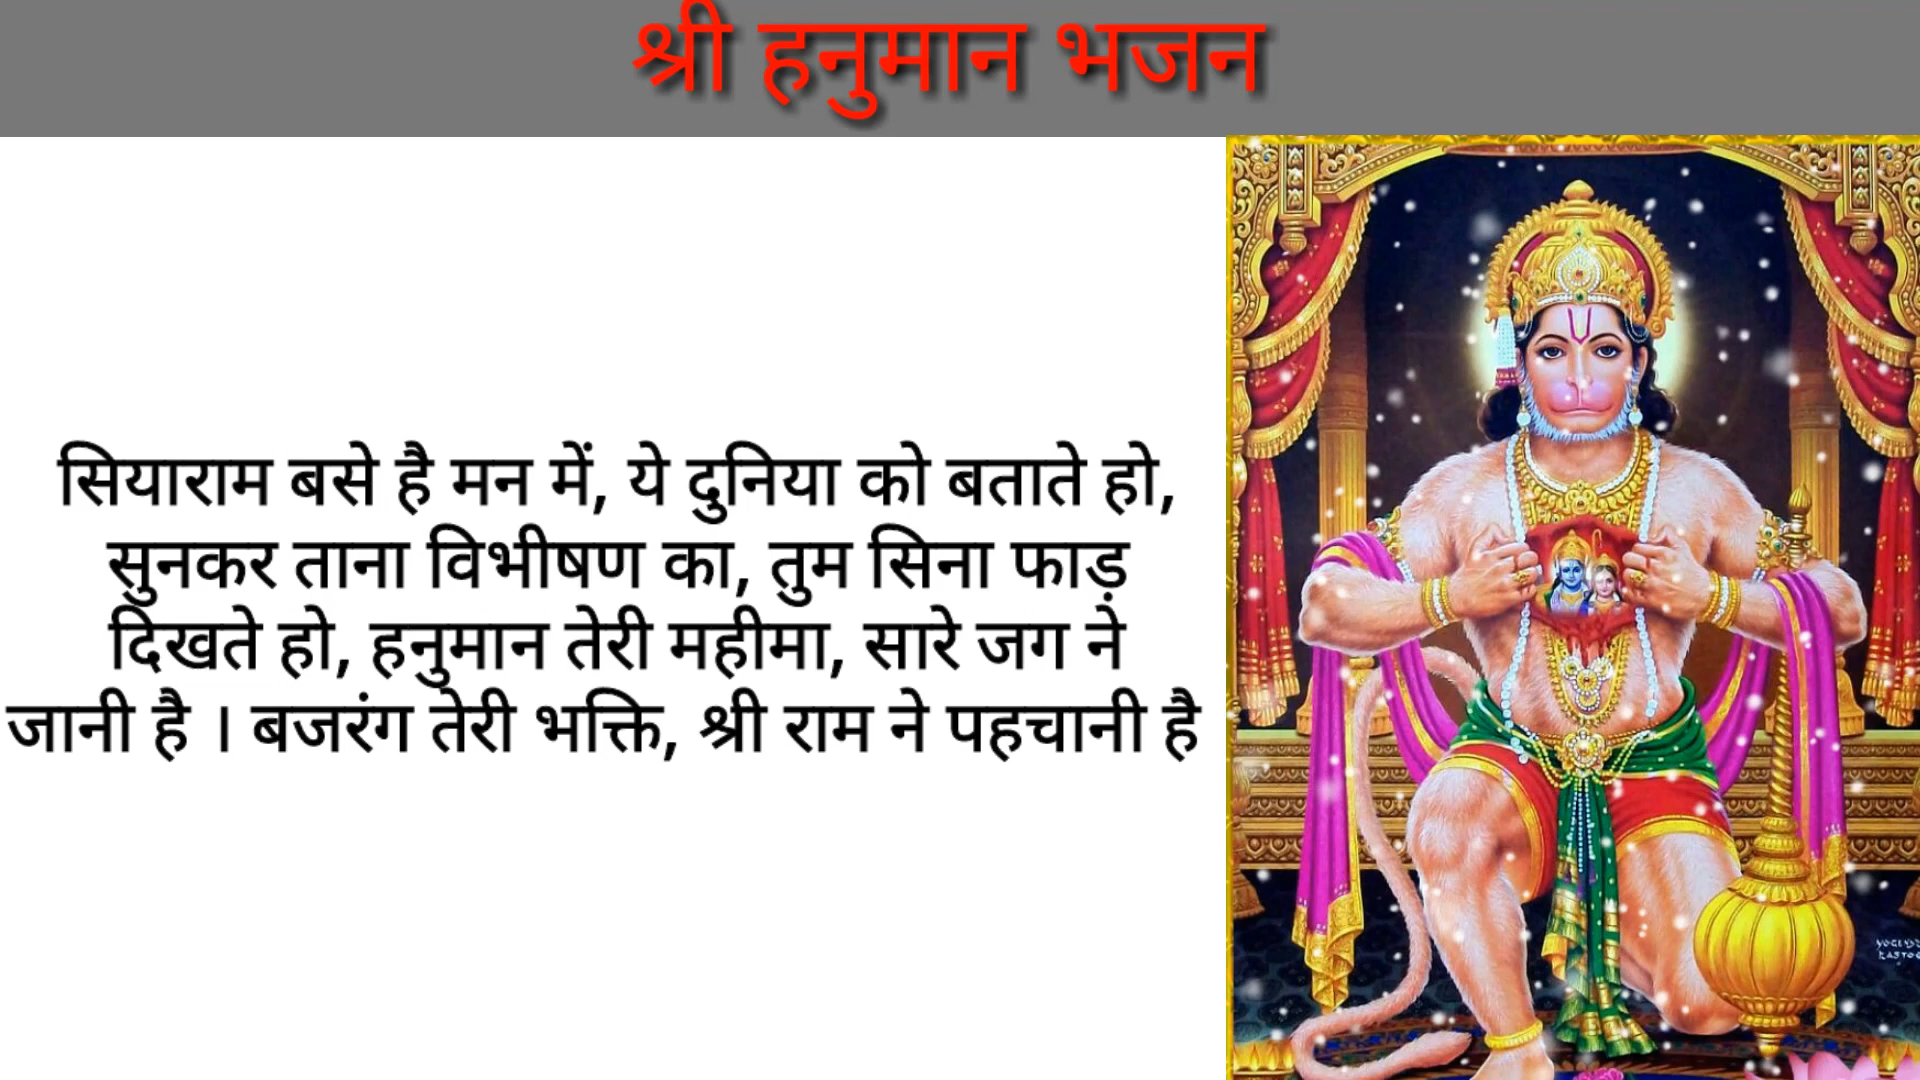 श्री हनुमान भजन
सियाराम बसे है मन में, ये दुनिया को बताते हो,
सुनकर ताना विभीषण का, तुम सिना फाड़
दिखते हो, हनुमान तेरी महीमा, सारे जग ने
जानी है । बजरंग तेरी भक्ति, श्री राम ने पहचानी है